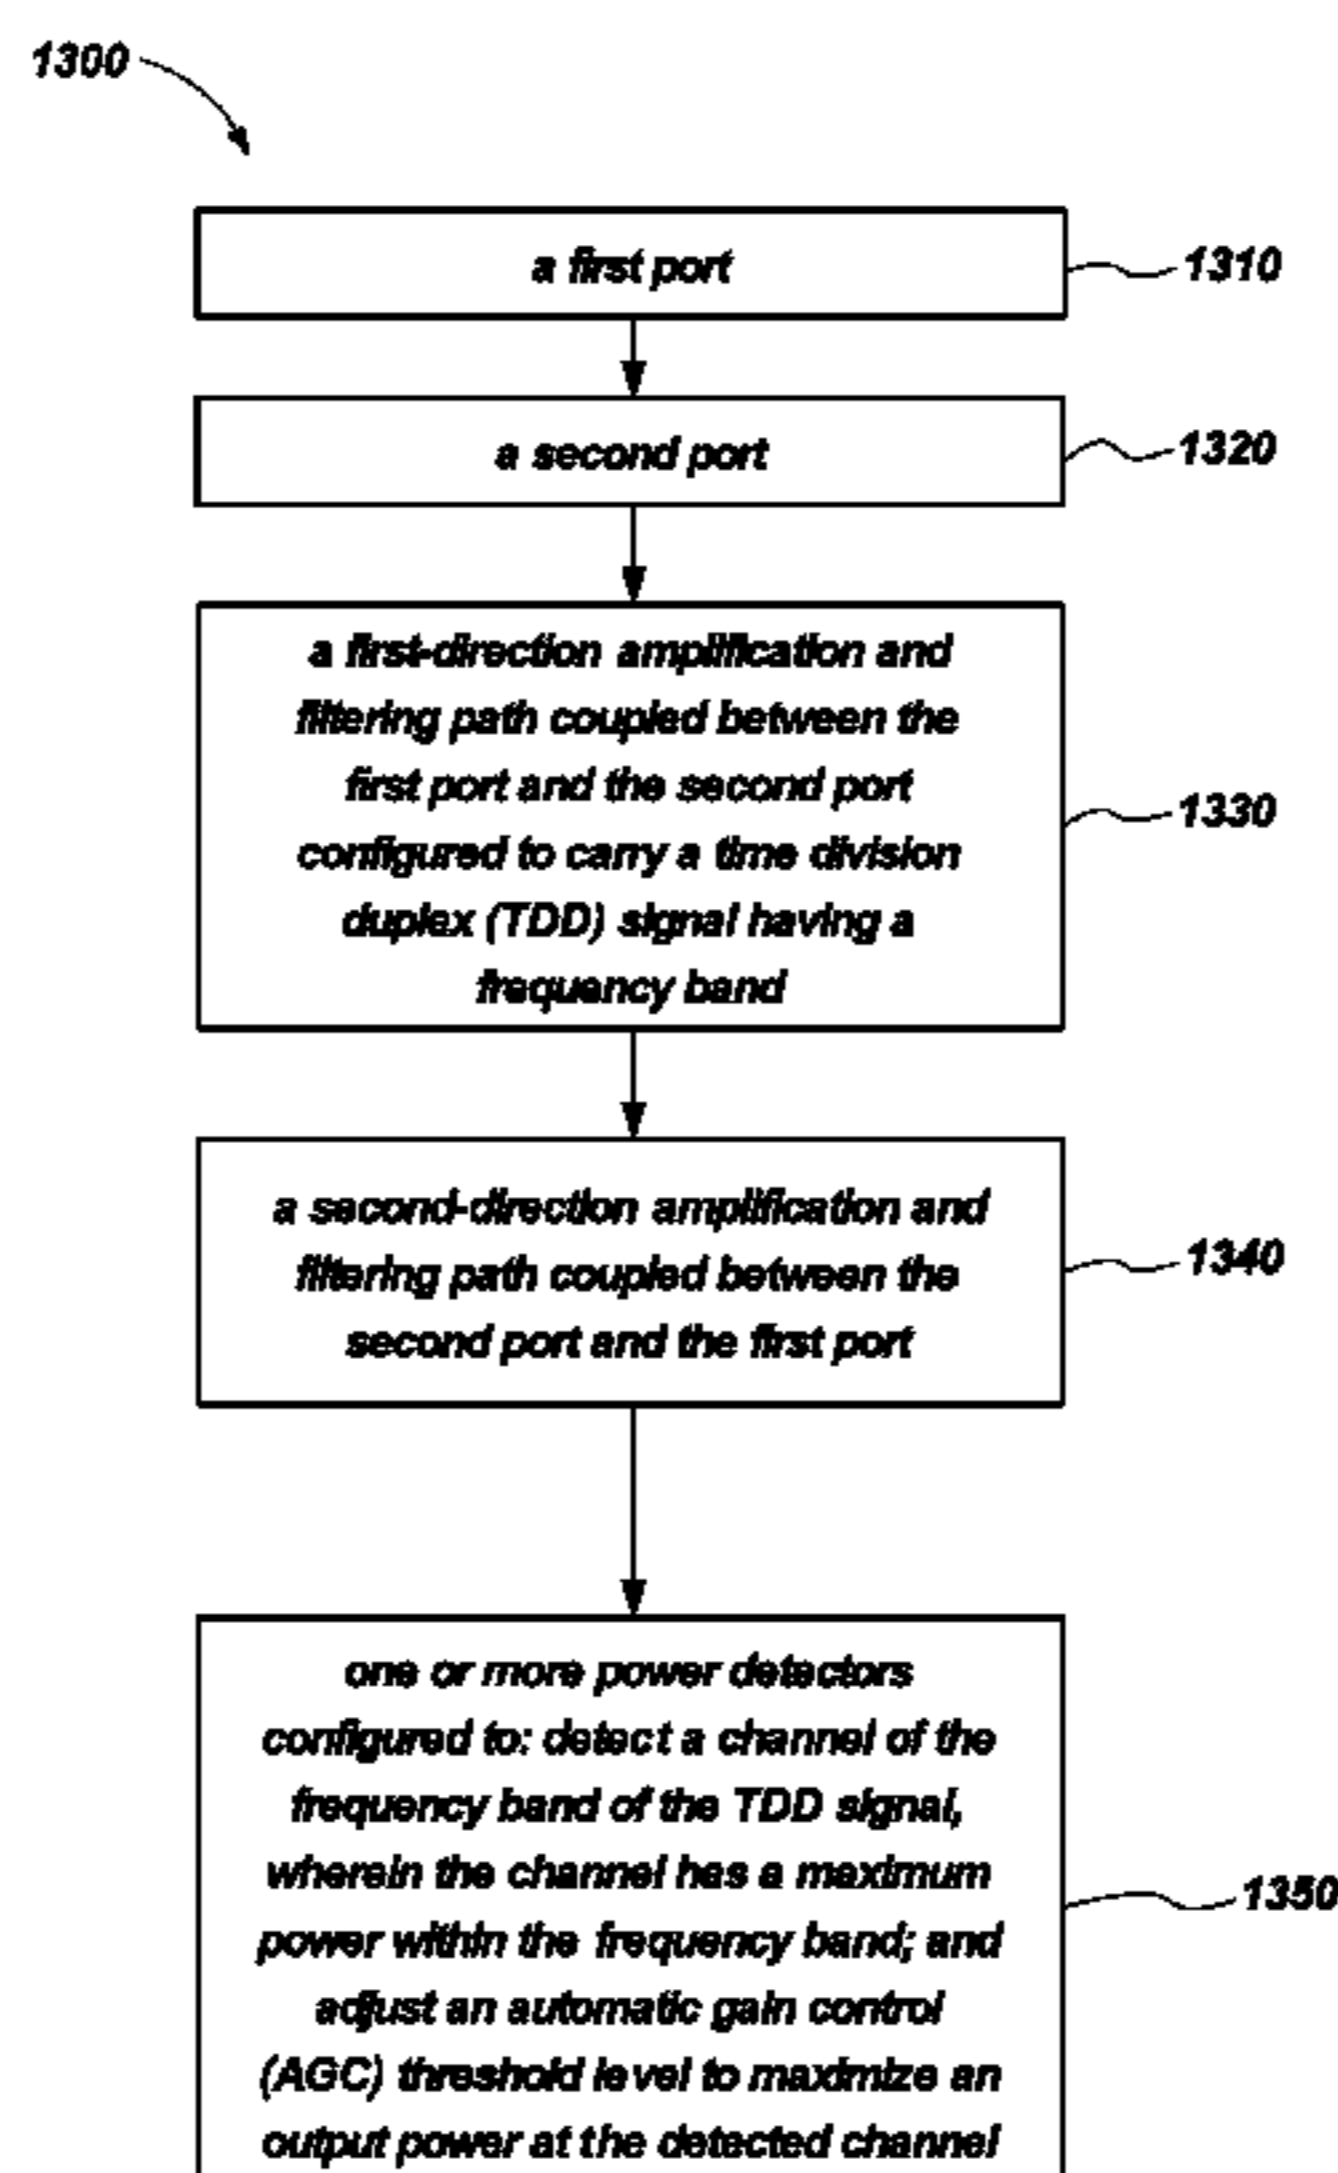 1300
a first port
1310
a second port
1320
a first-direction amplification and
filtering path coupled between the
first port and the second port
configured to carry a time division
duplex (TDD) signal having a
frequency band
1330
a second-direction amplification and
filtering path coupled between the
second port and the first port
1340
one or more power detectors
configured to: detect a channel of the
frequency band of the TDD signal,
wherein the channel has a maximum
power within the frequency band; and
adjust an automatic gain control
(AGC) threshold level to maximize an
output power at the detected channel
1350